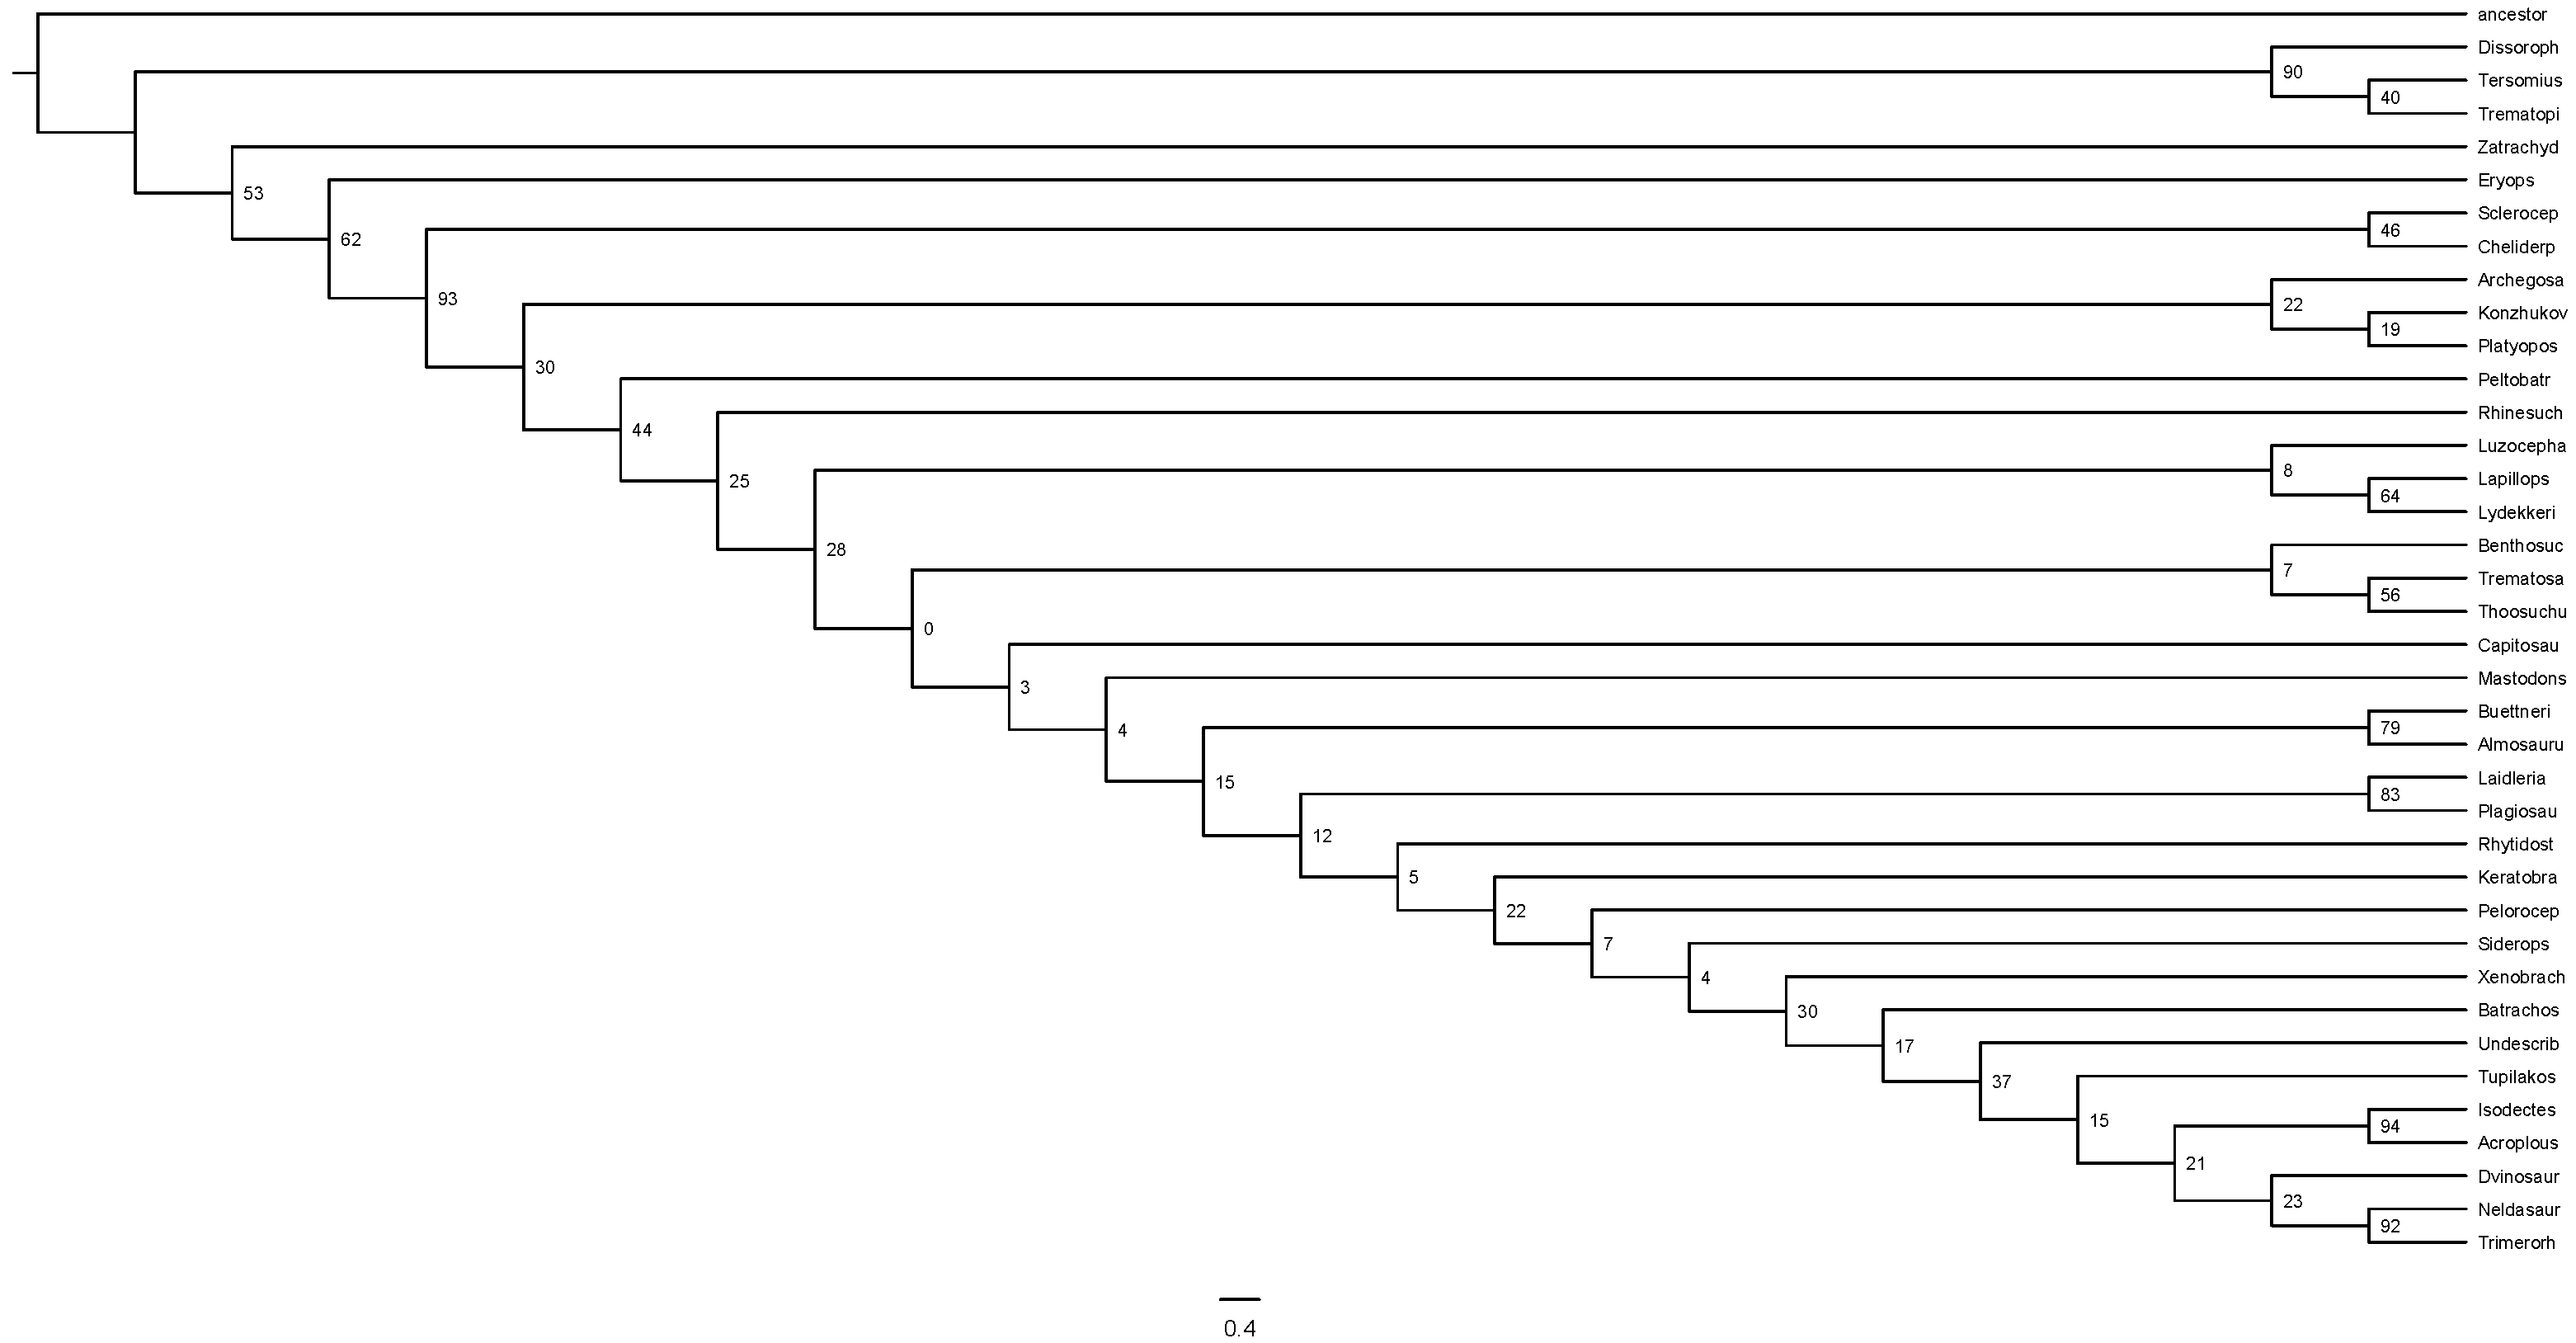 ancestor
Dissoroph
90
Tersomius
40
Trematopi
Zatrachyd
53
Eryops
62
Sclerocep
46
Cheliderp
93
Archegosa
22
Konzhukov
19
Platyopos
30
Peltobatr
44
Rhinesuch
25
Luzocepha
8
Lapillops
64
Lydekkeri
28
Benthosuc
7
Trematosa
56
Thoosuchu
0
Capitosau
3
Mastodons
4
Buettneri
79
Almosauru
15
Laidleria
83
Plagiosau
12
Rhytidost
5
Keratobra
22
Pelorocep
7
Siderops
4
Xenobrach
30
Batrachos
17
Undescrib
37
Tupilakos
15
Isodectes
94
Acroplous
21
Dvinosaur
23
Neldasaur
92
Trimerorh
0.4